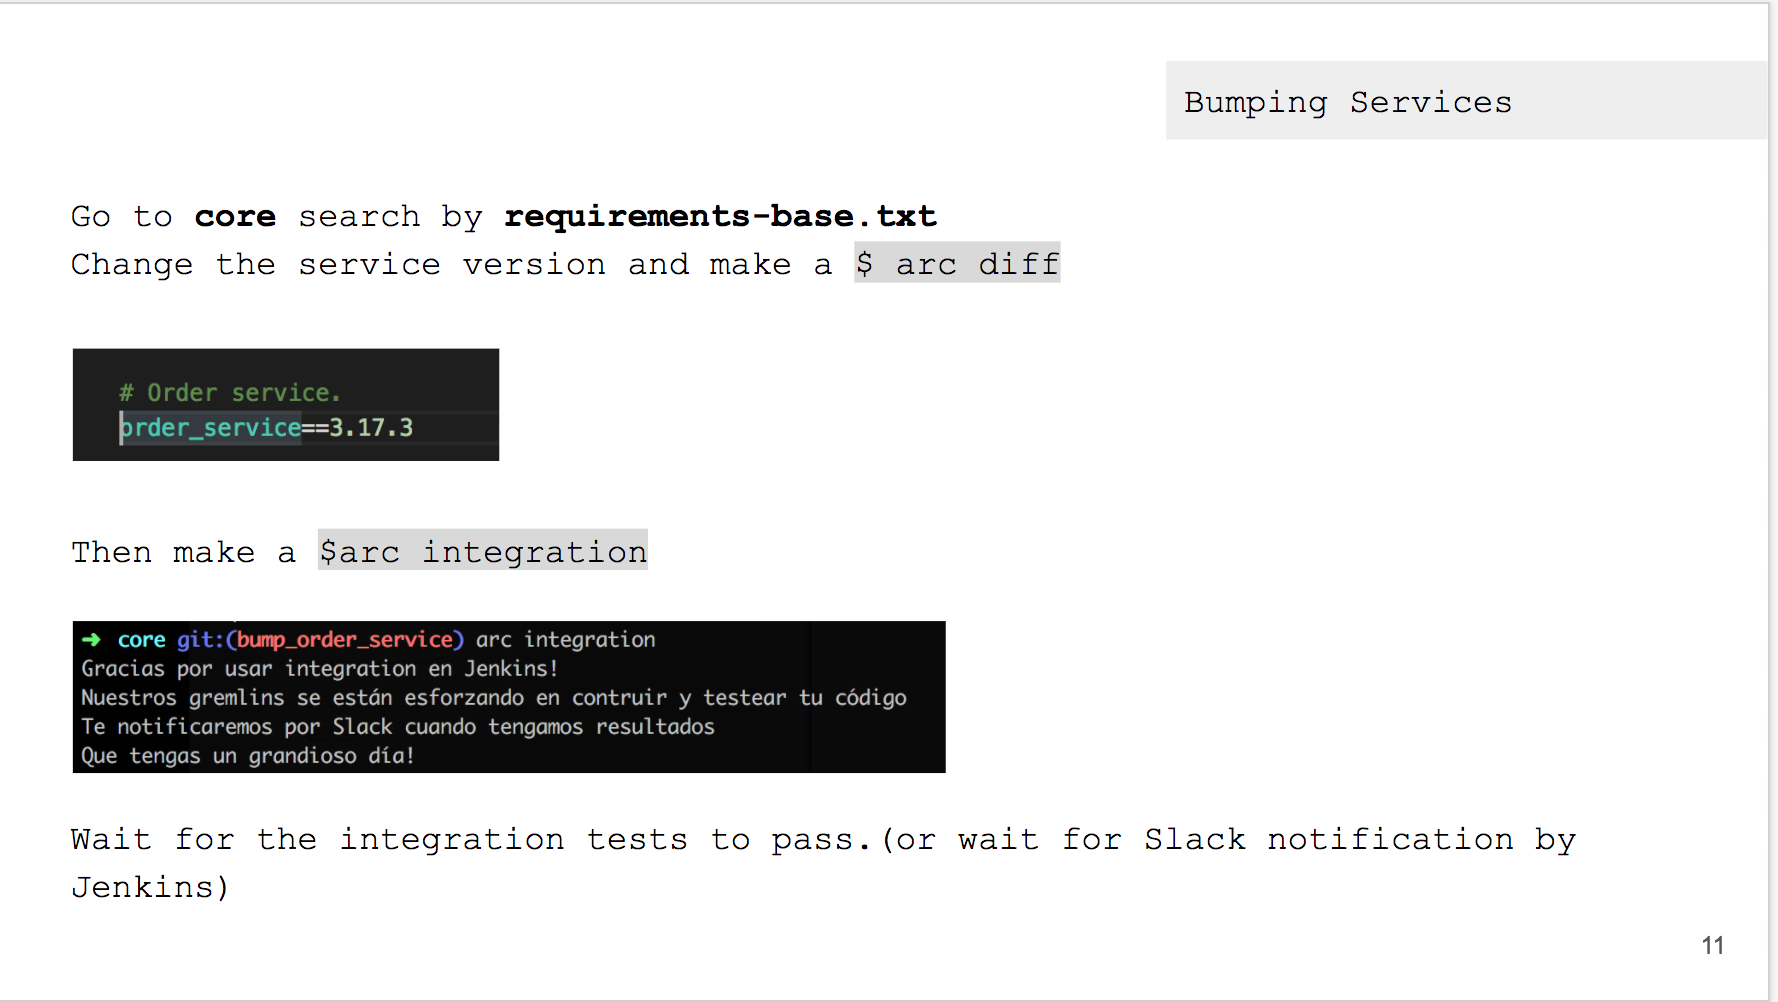 Bumping Services
Go to core search by requirements-base.txt
Change the service version and make a $ arc diff
# Order service.
order_service==3.17.3
Then make a $arc integration
➜ core git:(bump_order_service) arc integration
Gracias por usar integration en Jenkins!
Nuestros gremlins se están esforzando en contruir y testear tu código
Te notificaremos por Slack cuando tengamos resultados
Que tengas un grandioso día!
Wait for the integration tests to pass.(or wait for Slack notification by
Jenkins)
11